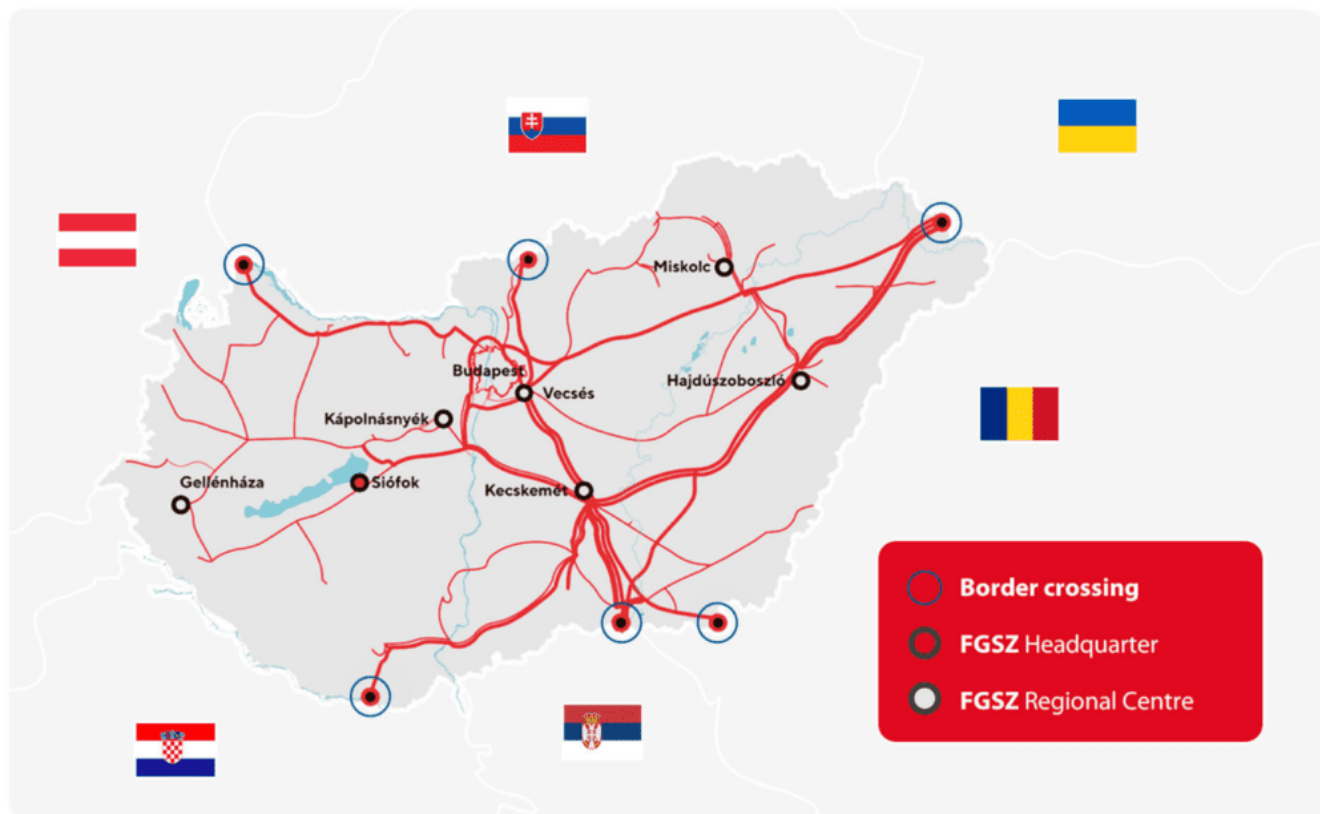 Miskolc
Budapest
Vecsés
Hajdúszoboszló
Kápolnásnyék
Gellénháza
Siófok
Kecskemét
Border crossing
FGSZ Headquarter
FGSZ Regional Centre